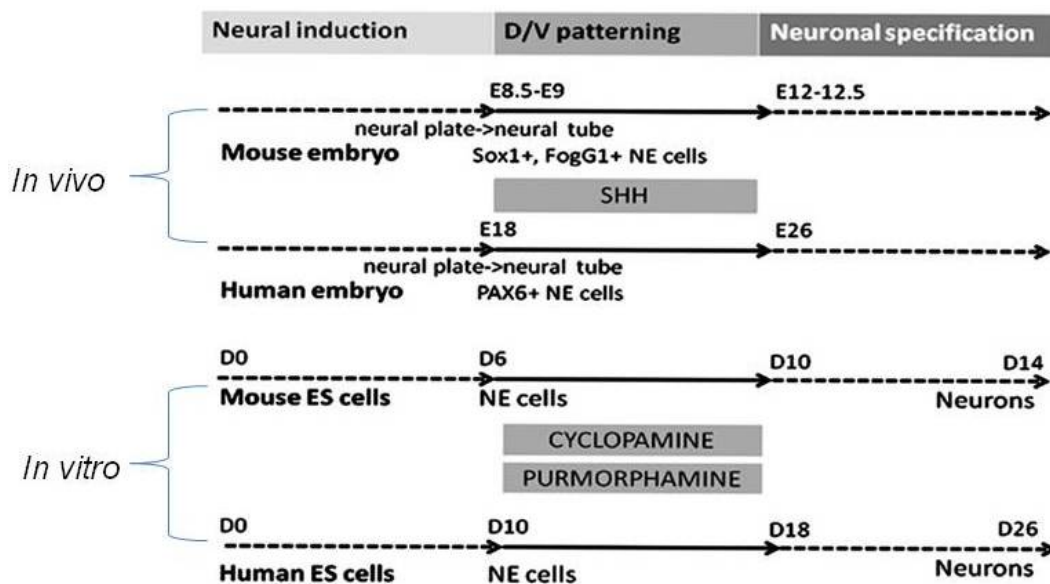 Neural induction D/V patterning Neuronal specification
E8.5-E9 E12-12.5
neural plate->neural tube
Mouse embryo Sox1+, FogG1+ NE cells
In vivo
SHH
E18 E26
neural plate->neural tube
Human embryo PAX6+ NE cells
D0 D6 D10 D14
Mouse ES cells NE cells Neurons
CYCLOPAMINE
In vitro
PURMORPHAMINE
D0 D10 D18 D26
Human ES cells NE cells Neurons